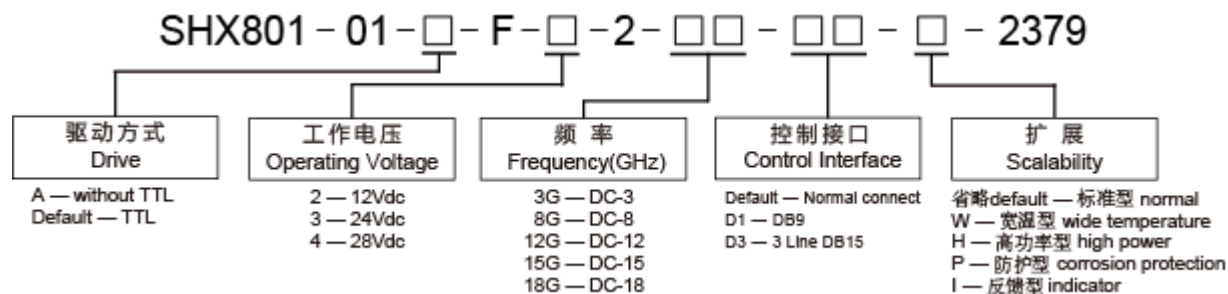 SHX801-01-□-F-□-2-□□-□□-□-2379
驱动方式
Drive
A — without TTL
Default — TTL
工作电压
Operating Voltage
2 — 12Vdc
3 — 24Vdc
4 — 28Vdc
频 率
Frequency(GHz)
3G — DC-3
8G — DC-8
12G — DC-12
15G — DC-15
18G — DC-18
控制接口
Control Interface
Default — Normal connect
D1 — DB9
D3 — 3 Line DB15
扩 展
Scalability
省略default — 标准型 normal
W — 宽温型 wide temperature
H — 高功率型 high power
P — 防护型 corrosion protection
I — 反馈型 indicator